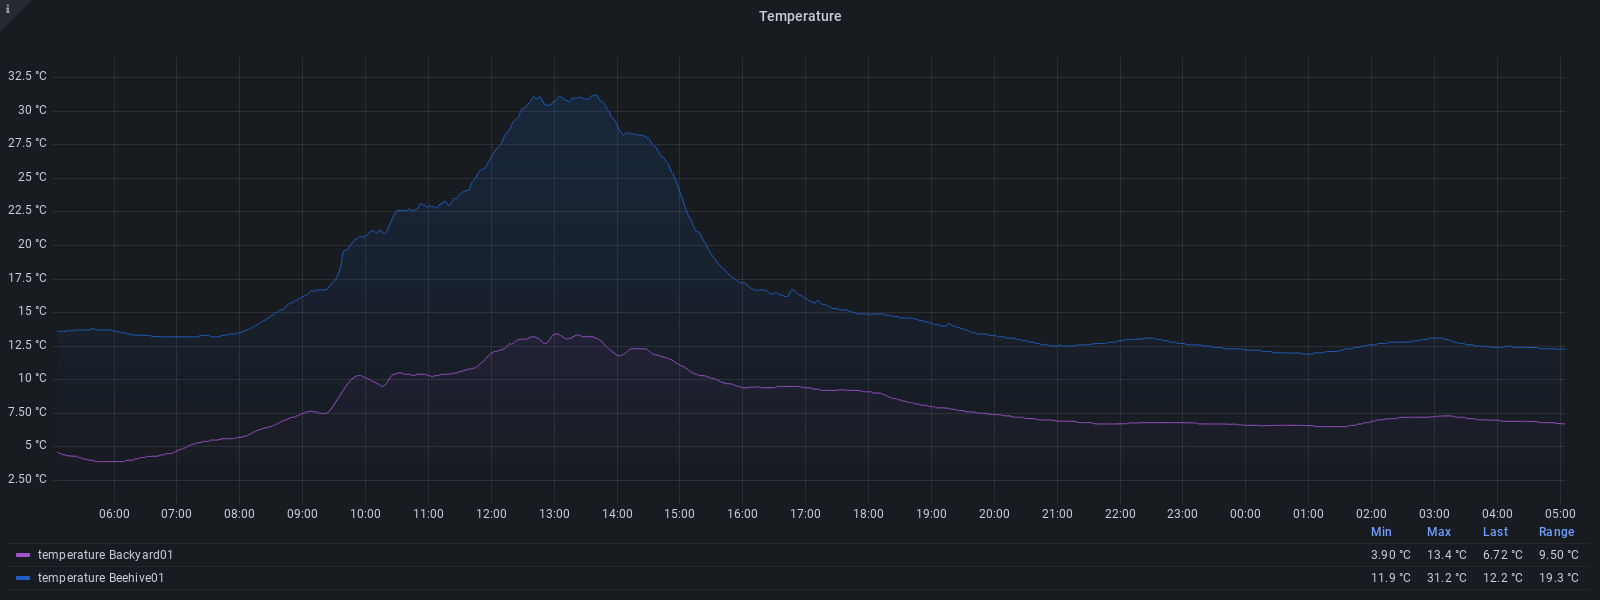 i
Temperature
32.5 °C
30 °C
27.5 °C
25 °C
22.5 °C
20 °C
17.5 °C
15 °C
12.5 °C
10 °C
7.50 °C
5 °C
2.50 °C
06:00 07:00 08:00 09:00 10:00 11:00 12:00 13:00 14:00 15:00 16:00 17:00 18:00 19:00 20:00 21:00 22:00 23:00 00:00 01:00 02:00 03:00 04:00 05:00
Min Max Last Range
temperature Backyard01 3.90 °C 13.4 °C 6.72 °C 9.50 °C
temperature Beehive01 11.9 °C 31.2 °C 12.2 °C 19.3 °C